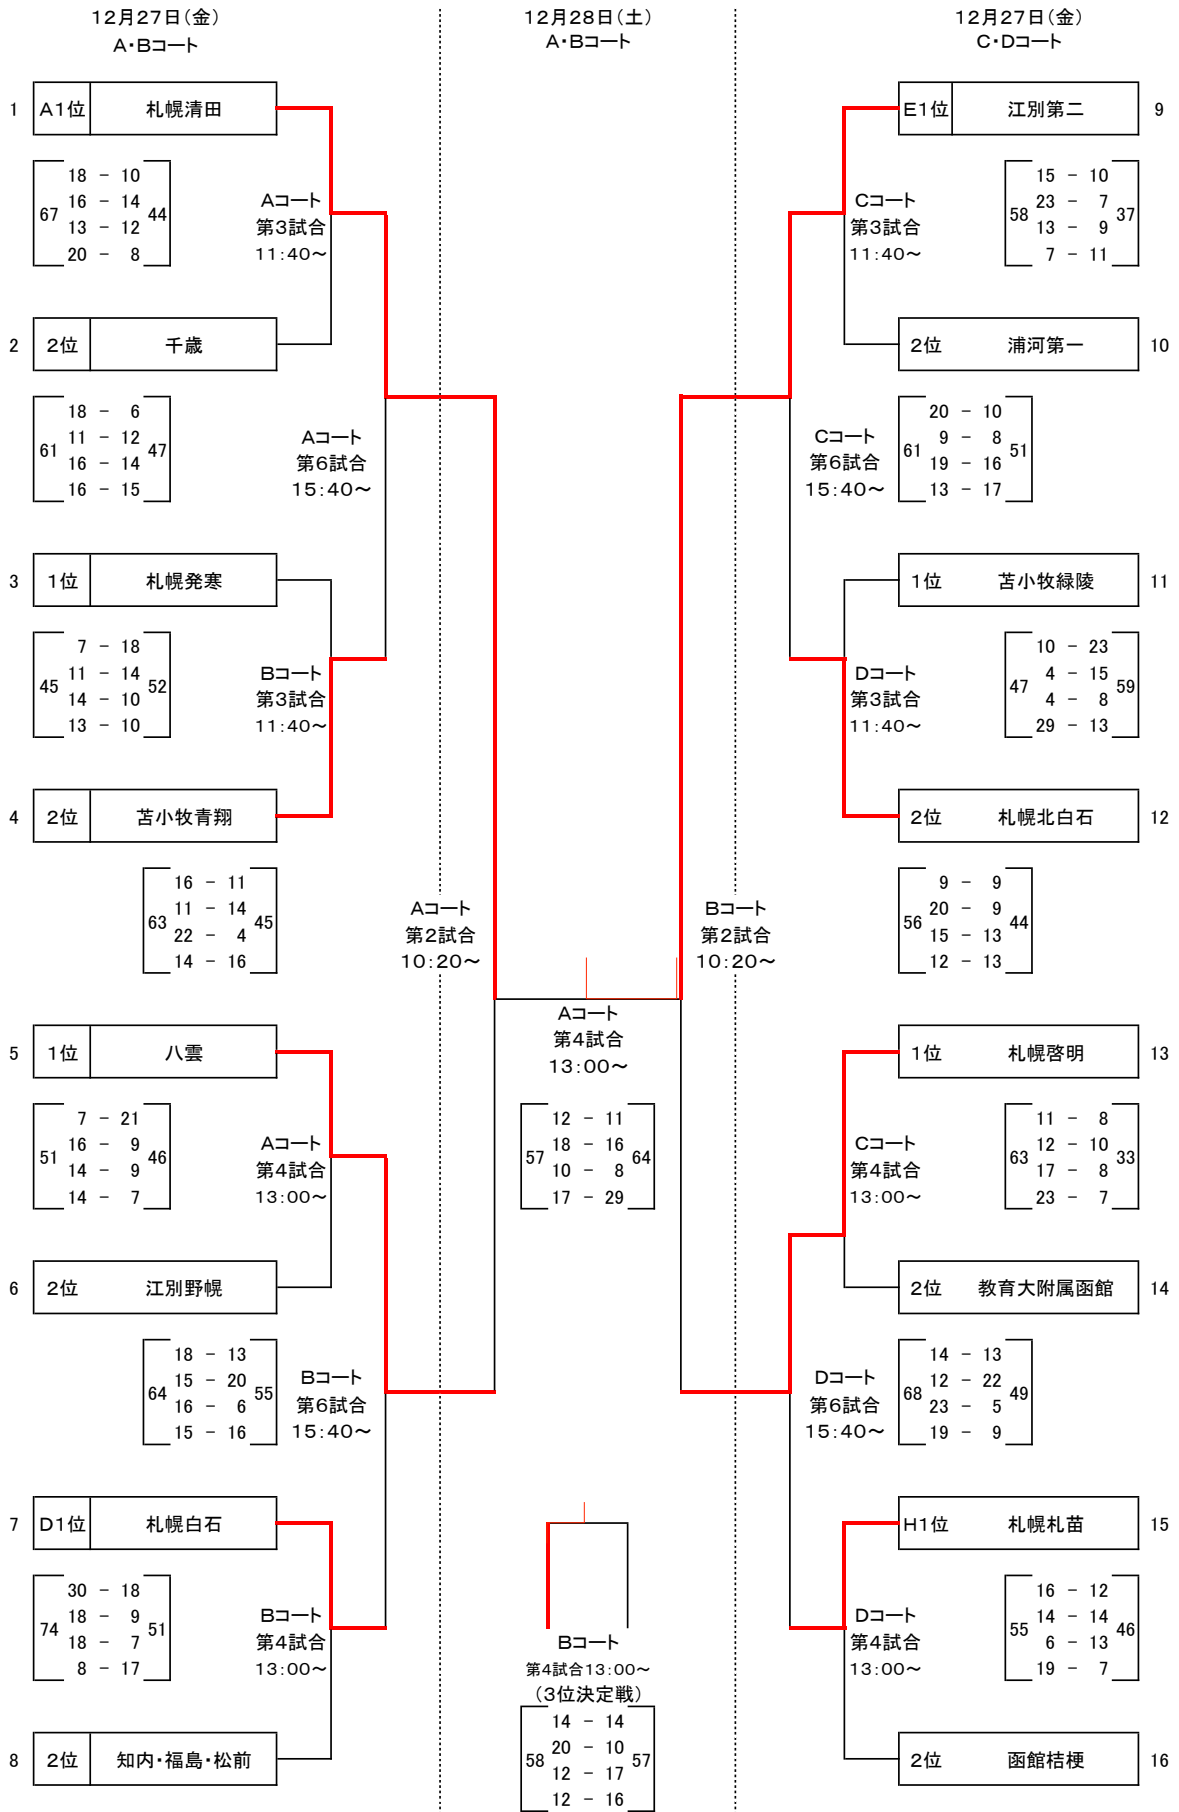 12月27日(金)
A・Bコート
12月28日(土)
A・Bコート
12月27日(金)
C・Dコート
1 A1位 札幌清田
67
18 - 10
16 - 14
13 - 12
20 - 8
44
Aコート
第3試合
11:40~
2 2位 千歳
61
18 - 6
11 - 12
16 - 14
16 - 15
47
Aコート
第6試合
15:40~
3 1位 札幌発寒
45
7 - 18
11 - 14
14 - 10
13 - 10
52
Bコート
第3試合
11:40~
4 2位 苫小牧青翔
63
16 - 11
11 - 14
22 - 4
14 - 16
45
Aコート
第2試合
10:20~
5 1位 八雲
51
7 - 21
16 - 9
14 - 9
14 - 7
46
Aコート
第4試合
13:00~
6 2位 江別野幌
64
18 - 13
15 - 20
16 - 6
15 - 16
55
Bコート
第6試合
15:40~
7 D1位 札幌白石
74
30 - 18
18 - 9
18 - 7
8 - 17
51
Bコート
第4試合
13:00~
8 2位 知内・福島・松前
Aコート
第4試合
13:00~
57
12 - 11
18 - 16
10 - 8
17 - 29
64
Bコート
第4試合13:00~
(3位決定戦)
58
14 - 14
20 - 10
12 - 17
12 - 16
57
E1位 江別第二 9
Cコート
第3試合
11:40~
58
15 - 10
23 - 7
13 - 9
7 - 11
37
2位 浦河第一 10
Cコート
第6試合
15:40~
61
20 - 10
9 - 8
19 - 16
13 - 17
51
1位 苫小牧緑陵 11
Dコート
第3試合
11:40~
47
10 - 23
4 - 15
4 - 8
29 - 13
59
2位 札幌北白石 12
Bコート
第2試合
10:20~
56
9 - 9
20 - 9
15 - 13
12 - 13
44
1位 札幌啓明 13
Cコート
第4試合
13:00~
63
11 - 8
12 - 10
17 - 8
23 - 7
33
2位 教育大附属函館 14
Dコート
第6試合
15:40~
68
14 - 13
12 - 22
23 - 5
19 - 9
49
H1位 札幌札苗 15
Dコート
第4試合
13:00~
55
16 - 12
14 - 14
6 - 13
19 - 7
46
2位 函館桔梗 16